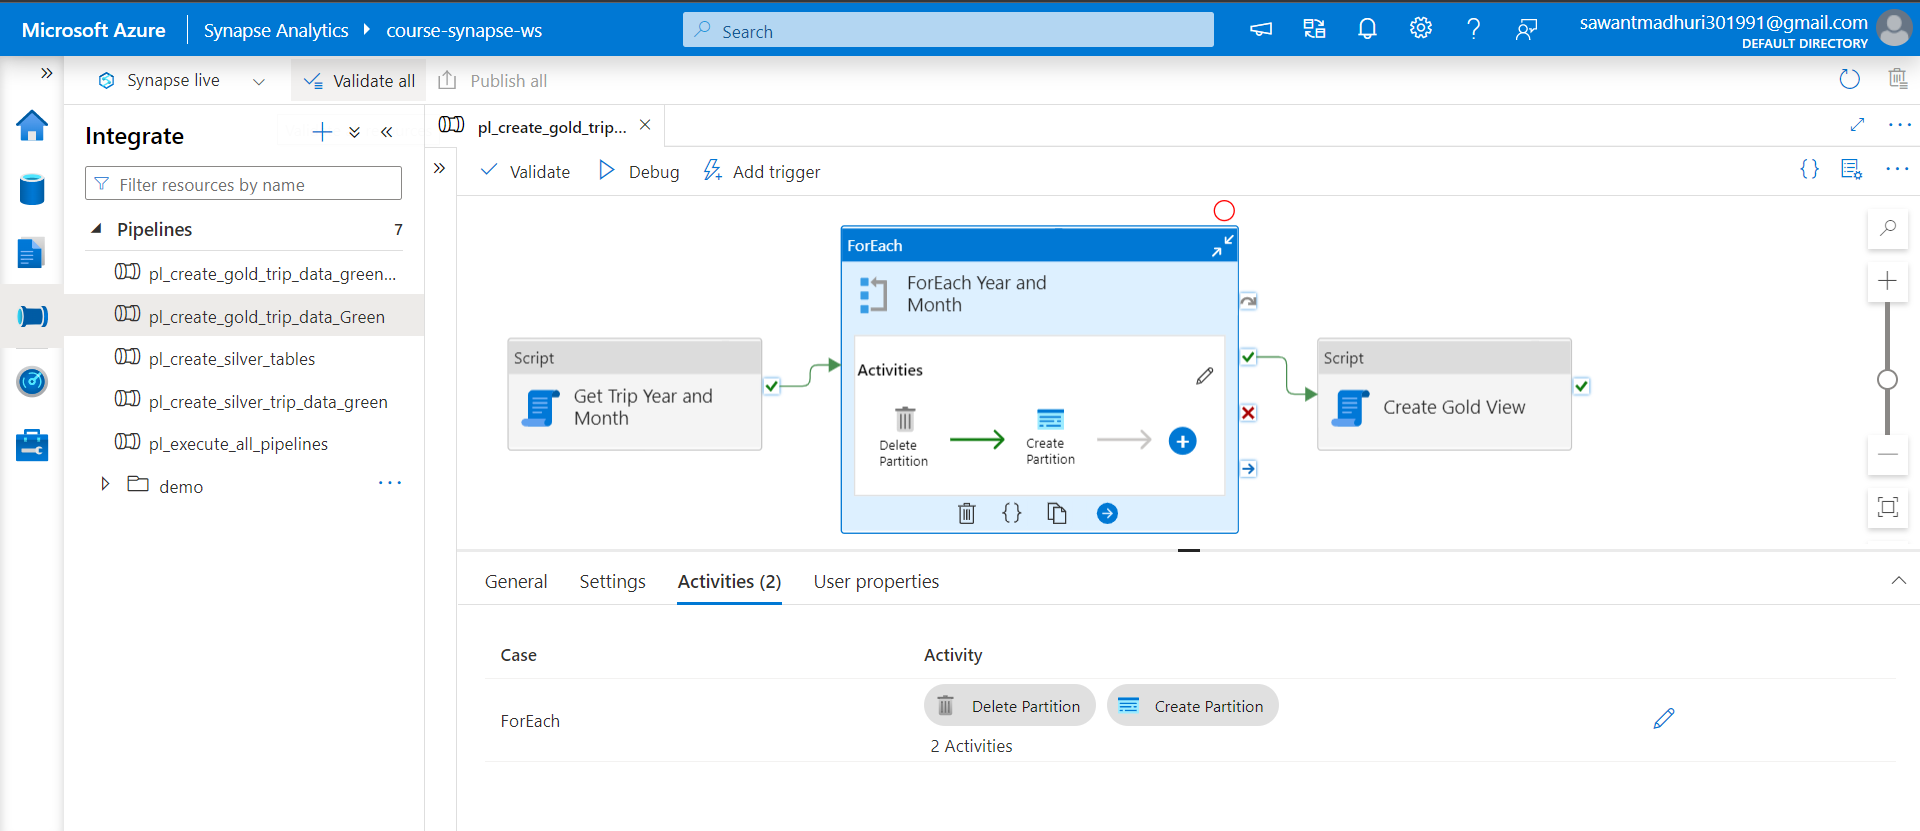 Microsoft Azure
Synapse Analytics
course-synapse-ws
Search
sawantmadhuri301991@gmail.com
DEFAULT DIRECTORY
Synapse live
Validate all
Publish all
Integrate
Filter resources by name
Pipelines
7
pl_create_gold_trip_data_green...
pl_create_gold_trip_data_Green
pl_create_silver_tables
pl_create_silver_trip_data_green
pl_execute_all_pipelines
demo
pl_create_gold_trip...
Validate
Debug
Add trigger
Script
Get Trip Year and
Month
ForEach
ForEach Year and
Month
Activities
Delete
Partition
Create
Partition
Script
Create Gold View
General
Settings
Activities (2)
User properties
Case
Activity
ForEach
Delete Partition
Create Partition
2 Activities